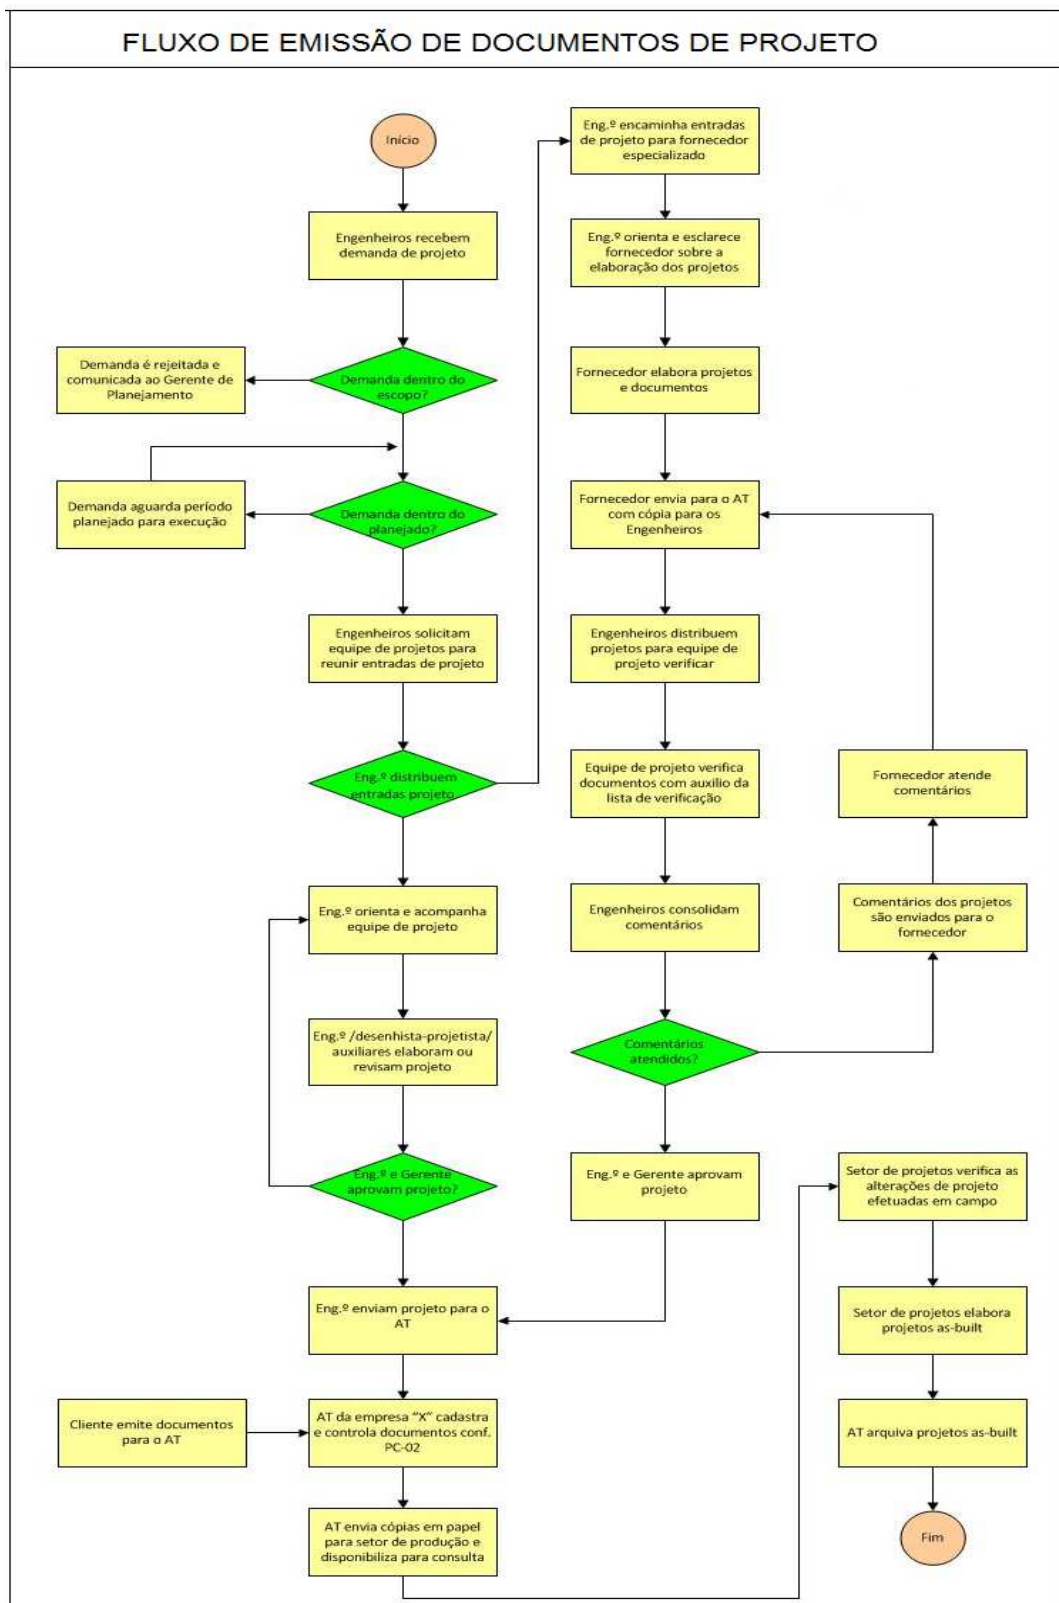 FLUXO DE EMISSÃO DE DOCUMENTOS DE PROJETO
Início
Engenheiros recebem
demanda de projeto
Demanda dentro do
escopo?
Demanda é rejeitada e
comunicada ao Gerente de
Planejamento
Demanda dentro do
planejado?
Demanda aguarda período
planejado para execução
Engenheiros solicitam
equipe de projetos para
reunir entradas de projeto
Eng.º distribuem
entradas projeto
Eng.º orienta e acompanha
equipe de projeto
Eng.º /desenhista-projetista/
auxiliares elaboram ou
revisam projeto
Eng.º e Gerente
aprovam projeto?
Eng.º enviam projeto para o
AT
Cliente emite documentos
para o AT
AT da empresa “X” cadastra
e controla documentos conf.
PC-02
AT envia cópias em papel
para setor de produção e
disponibiliza para consulta
Eng.º encaminha entradas
de projeto para fornecedor
especializado
Eng.º orienta e esclarece
fornecedor sobre a
elaboração dos projetos
Fornecedor elabora projetos
e documentos
Fornecedor envia para o AT
com cópia para os
Engenheiros
Engenheiros distribuem
projetos para equipe de
projeto verificar
Equipe de projeto verifica
documentos com auxilio da
lista de verificação
Engenheiros consolidam
comentários
Comentários
atendidos?
Eng.º e Gerente aprovam
projeto
Fornecedor atende
comentários
Comentários dos projetos
são enviados para o
fornecedor
Setor de projetos verifica as
alterações de projeto
efetuadas em campo
Setor de projetos elabora
projetos as-built
AT arquiva projetos as-built
Fim